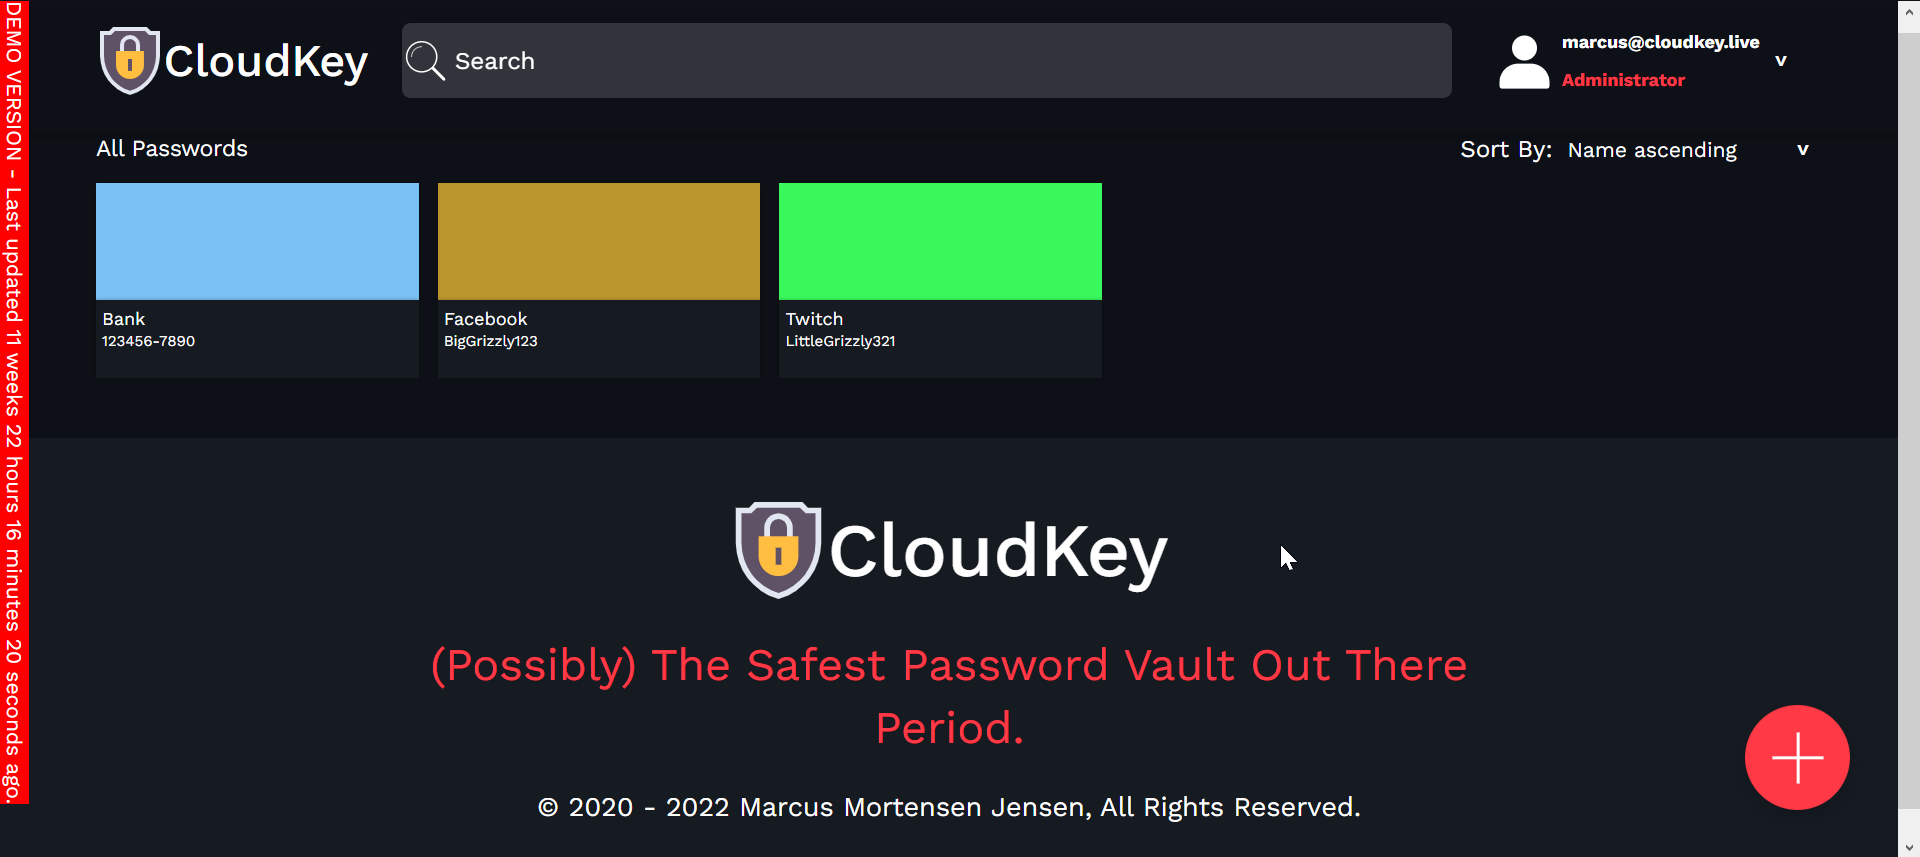 DEMO VERSION - Last updated 11 weeks 22 hours 16 minutes 20 seconds ago.
CloudKey
Search
marcus@cloudkey.live
v
Administrator
All Passwords
Sort By: Name ascending v
Bank
123456-7890
Facebook
BigGrizzly123
Twitch
LittleGrizzly321
CloudKey
(Possibly) The Safest Password Vault Out There
Period.
© 2020 - 2022 Marcus Mortensen Jensen, All Rights Reserved.